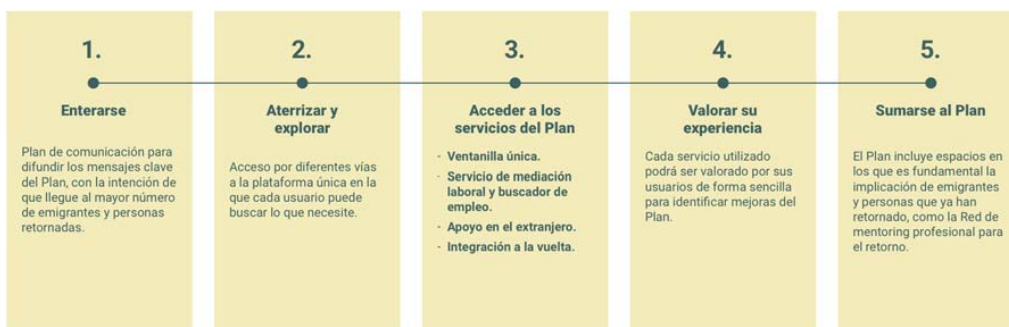 1.
Enterarse
Plan de comunicación para
difundir los mensajes clave
del Plan, con la intención de
que llegue al mayor número
de emigrantes y personas
retornadas.
2.
Aterrizar y
explorar
Acceso por diferentes vías
a la plataforma única en la
que cada usuario puede
buscar lo que necesite.
3.
Acceder a los
servicios del Plan
- Ventanilla única.
- Servicio de mediación
laboral y buscador de
empleo.
- Apoyo en el extranjero.
- Integración a la vuelta.
4.
Valorar su
experiencia
Cada servicio utilizado
podrá ser valorado por sus
usuarios de forma sencilla
para identificar mejoras del
Plan.
5.
Sumarse al Plan
El Plan incluye espacios en
los que es fundamental la
implicación de emigrantes
y personas que ya han
retornado, como la Red de
mentoring profesional para
el retorno.